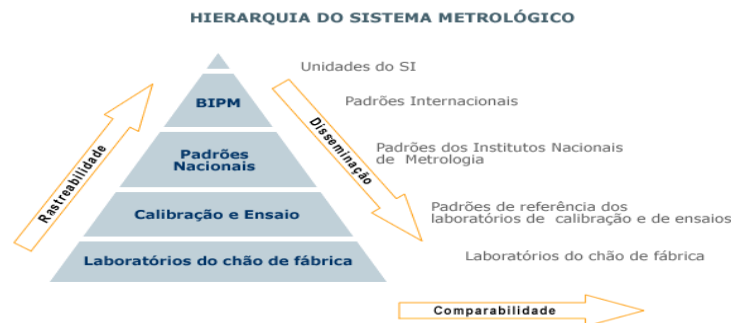 HIERARQUIA DO SISTEMA METROLÓGICO
Unidades do SI
BIPM
Padrões Internacionais
Padrões
Nacionais
Padrões dos Institutos Nacionais
de Metrologia
Calibração e Ensaio
Padrões de referência dos
laboratórios de calibração e de ensaios
Laboratórios do chão de fábrica
Laboratórios do chão de fábrica
Rastreabilidade
Disseminação
Comparabilidade